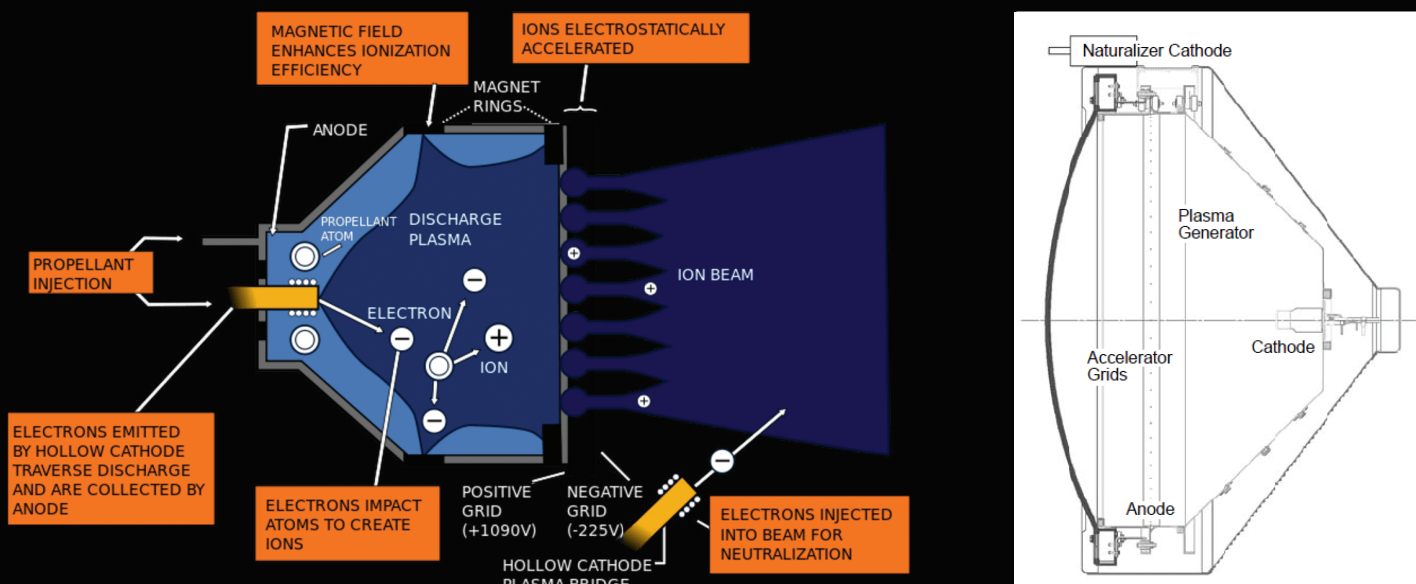 MAGNETIC FIELD
ENHANCES IONIZATION
EFFICIENCY
IONS ELECTROSTATICALLY
ACCELERATED
MAGNET
RINGS
ANODE
PROPELLANT
ATOM
DISCHARGE
PLASMA
PROPELLANT
INJECTION
ELECTRON
ION
ION BEAM
ELECTRONS EMITTED
BY HOLLOW CATHODE
TRAVERSE DISCHARGE
AND ARE COLLECTED BY
ANODE
ELECTRONS IMPACT
ATOMS TO CREATE
IONS
POSITIVE
GRID
(+1090V)
NEGATIVE
GRID
(-225V)
ELECTRONS INJECTED
INTO BEAM FOR
NEUTRALIZATION
HOLLOW CATHODE
PLASMA BRIDGE
Naturalizer Cathode
Plasma
Generator
Cathode
Accelerator
Grids
Anode